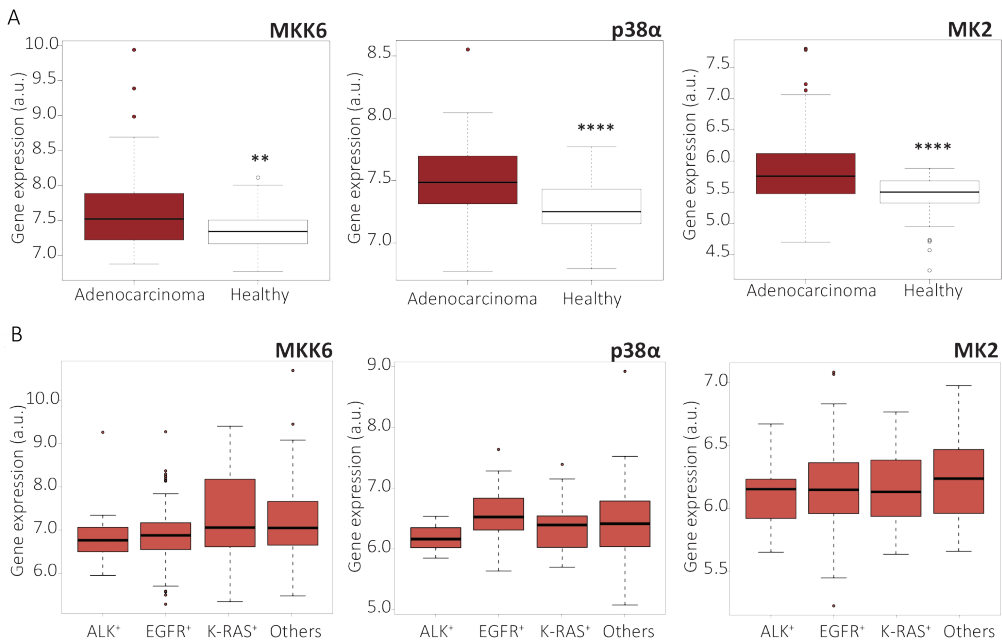 A
MKK6
Gene expression (a.u.)
10.0
9.5
9.0
8.5
8.0
7.5
7.0
**
Adenocarcinoma Healthy
p38α
Gene expression (a.u.)
8.5
8.0
7.5
7.0
****
Adenocarcinoma Healthy
MK2
Gene expression (a.u.)
7.5
7.0
6.5
6.0
5.5
5.0
4.5
****
Adenocarcinoma Healthy
B
MKK6
Gene expression (a.u.)
10.0
9.0
8.0
7.0
6.0
ALK⁺ EGFR⁺ K-RAS⁺ Others
p38α
Gene expression (a.u.)
9.0
8.0
7.0
6.0
5.0
ALK⁺ EGFR⁺ K-RAS⁺ Others
MK2
Gene expression (a.u.)
7.0
6.5
6.0
5.5
ALK⁺ EGFR⁺ K-RAS⁺ Others